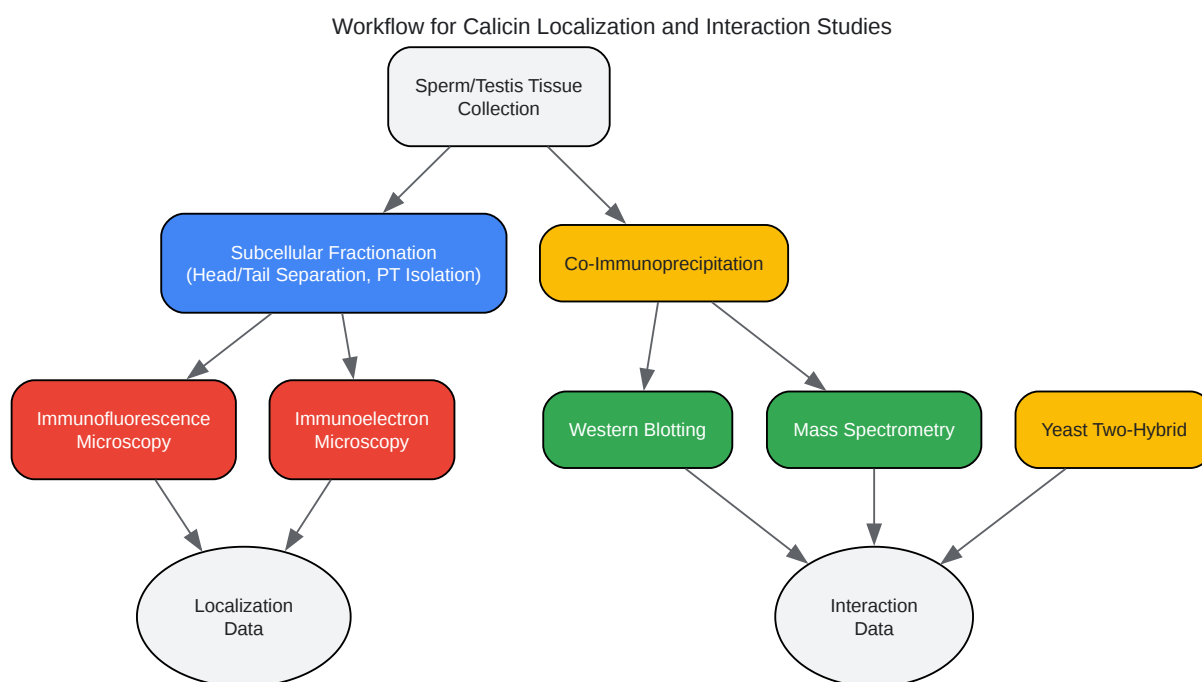 Workflow for Calicin Localization and Interaction Studies
Sperm/Testis Tissue
Collection
Subcellular Fractionation
(Head/Tail Separation, PT Isolation)
Co-Immunoprecipitation
Immunofluorescence
Microscopy
Immunoelectron
Microscopy
Western Blotting
Mass Spectrometry
Yeast Two-Hybrid
Localization
Data
Interaction
Data